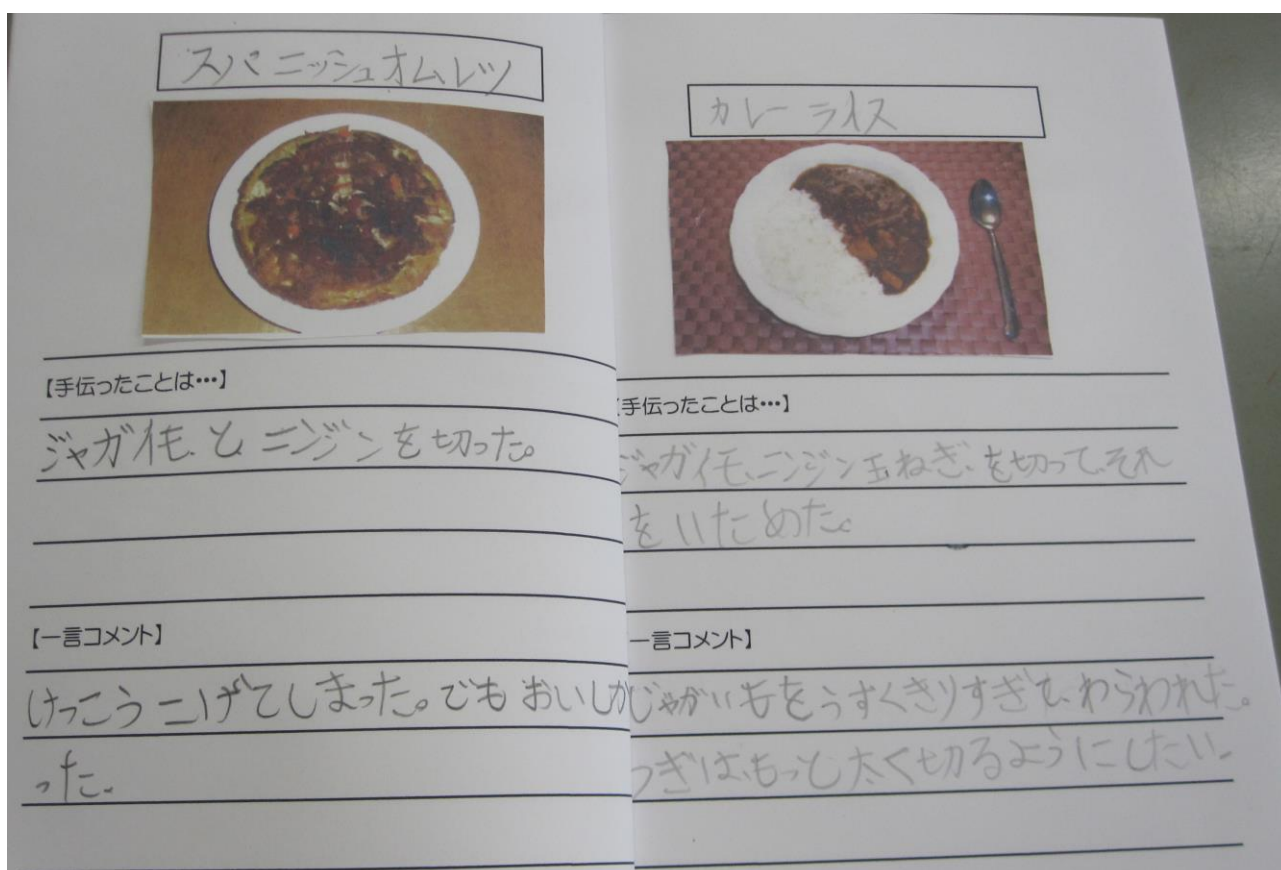 スパニッシュオムレツ
【手伝ったことは…】
ジャガイモ、と ニンジンを切った。
【一言コメント】
けっこうこげてしまった。でも おいしか
った。
カレーライス
【手伝ったことは…】
ジャガイモ、ニンジン玉ねぎ、を切って、それ
をいためた。
一言コメント】
じゃがいもをうすくきりすぎて、わらわれた。
つぎは、もっと太く切るようにしたい。